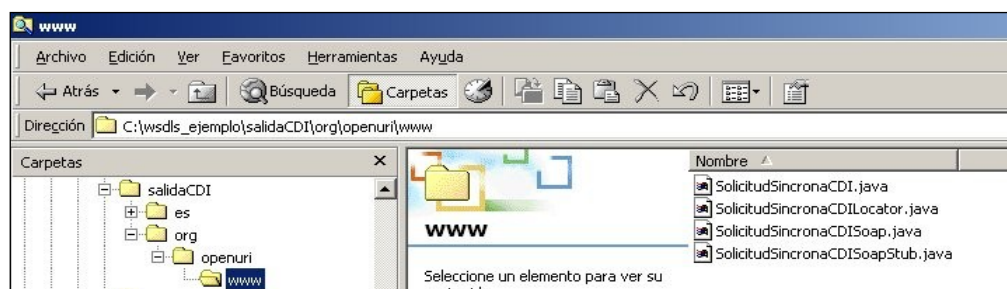 www
Archivo Edición Ver Favoritos Herramientas Ayuda
Atrás Búsqueda Carpetas
Dirección C:\wsdls_ejemplo\salidaCDI\org\openuri\www
Carpetas × Nombre
salidaCDI SolicitudSincronaCDI.java
es SolicitudSincronaCDILocator.java
org www SolicitudSincronaCDISoap.java
openuri SolicitudSincronaCDISoapStub.java
www Seleccione un elemento para ver su